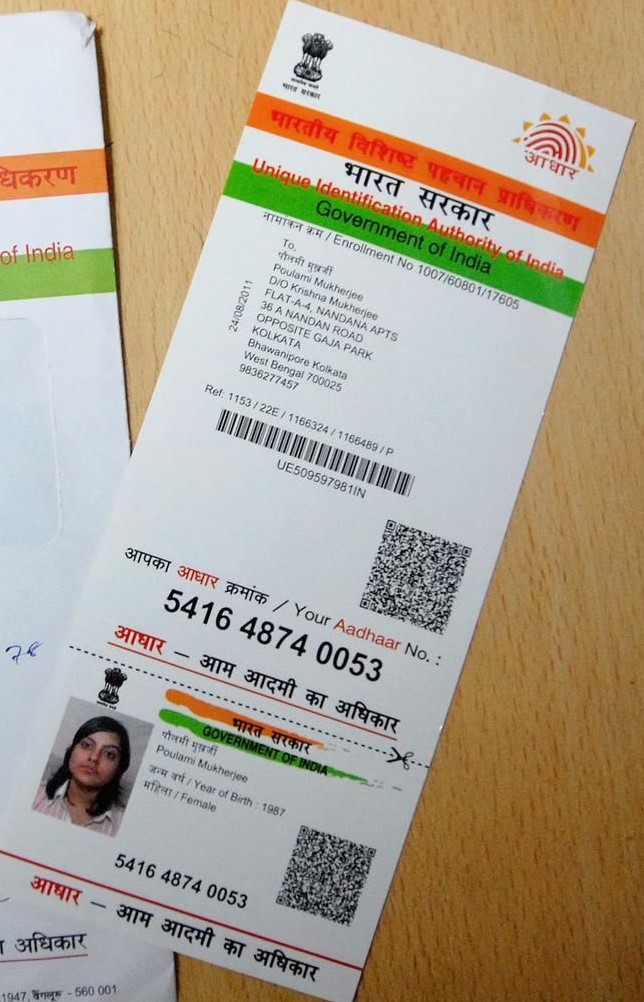 धिकरण
of India
78
ा अधिकार
1947, बैंगलूरु - 560 001
भारत सरकार
भारतीय विशिष्ट पहचान प्राधिकरण
आधार
भारत सरकार
Unique Identification Authority of India
Government of India
नामांकन क्रम / Enrollment No 1007/60801/17605
24/08/2011
To,
पौलमी मुखर्जी
Poulami Mukherjee
D/O Krishna Mukherjee
FLAT-A-4, NANDANA APTS
36 A NANDAN ROAD
OPPOSITE GAJA PARK
KOLKATA
Bhawanipore Kolkata
West Bengal 700025
9836277457
Ref: 1153 / 22E / 1166324 / 1166489 / P
UE509597981IN
आपका आधार क्रमांक / Your Aadhaar No. :
5416 4874 0053
आधार – आम आदमी का अधिकार
भारत सरकार
GOVERNMENT OF INDIA
पौलमी मुखर्जी
Poulami Mukherjee
जन्म वर्ष / Year of Birth : 1987
महिला / Female
5416 4874 0053
आधार – आम आदमी का अधिकार